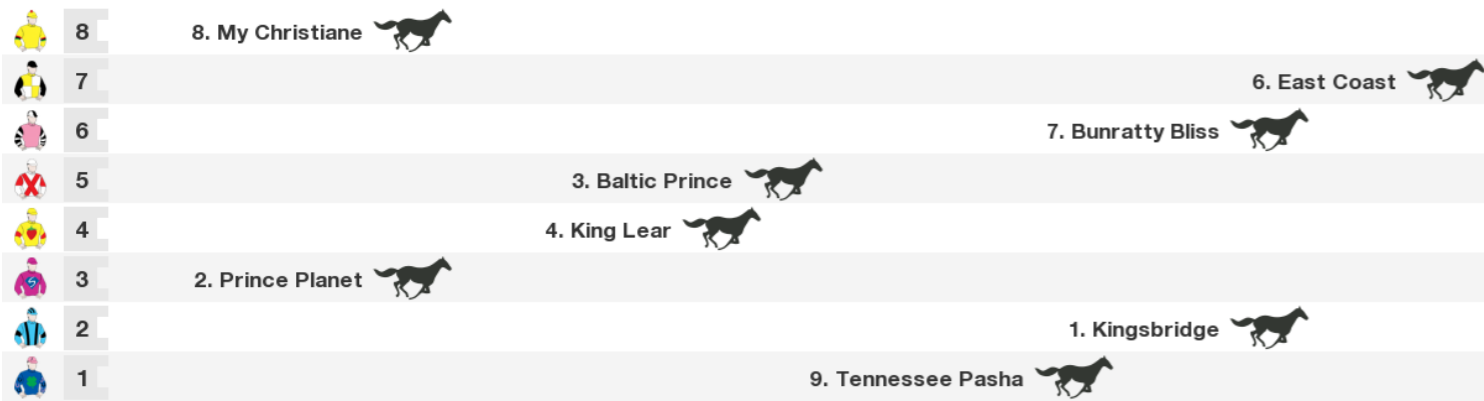 8 8. My Christiane
7 6. East Coast
6 7. Bunratty Bliss
5 3. Baltic Prince
4 4. King Lear
3 2. Prince Planet
2 1. Kingsbridge
1 9. Tennessee Pasha